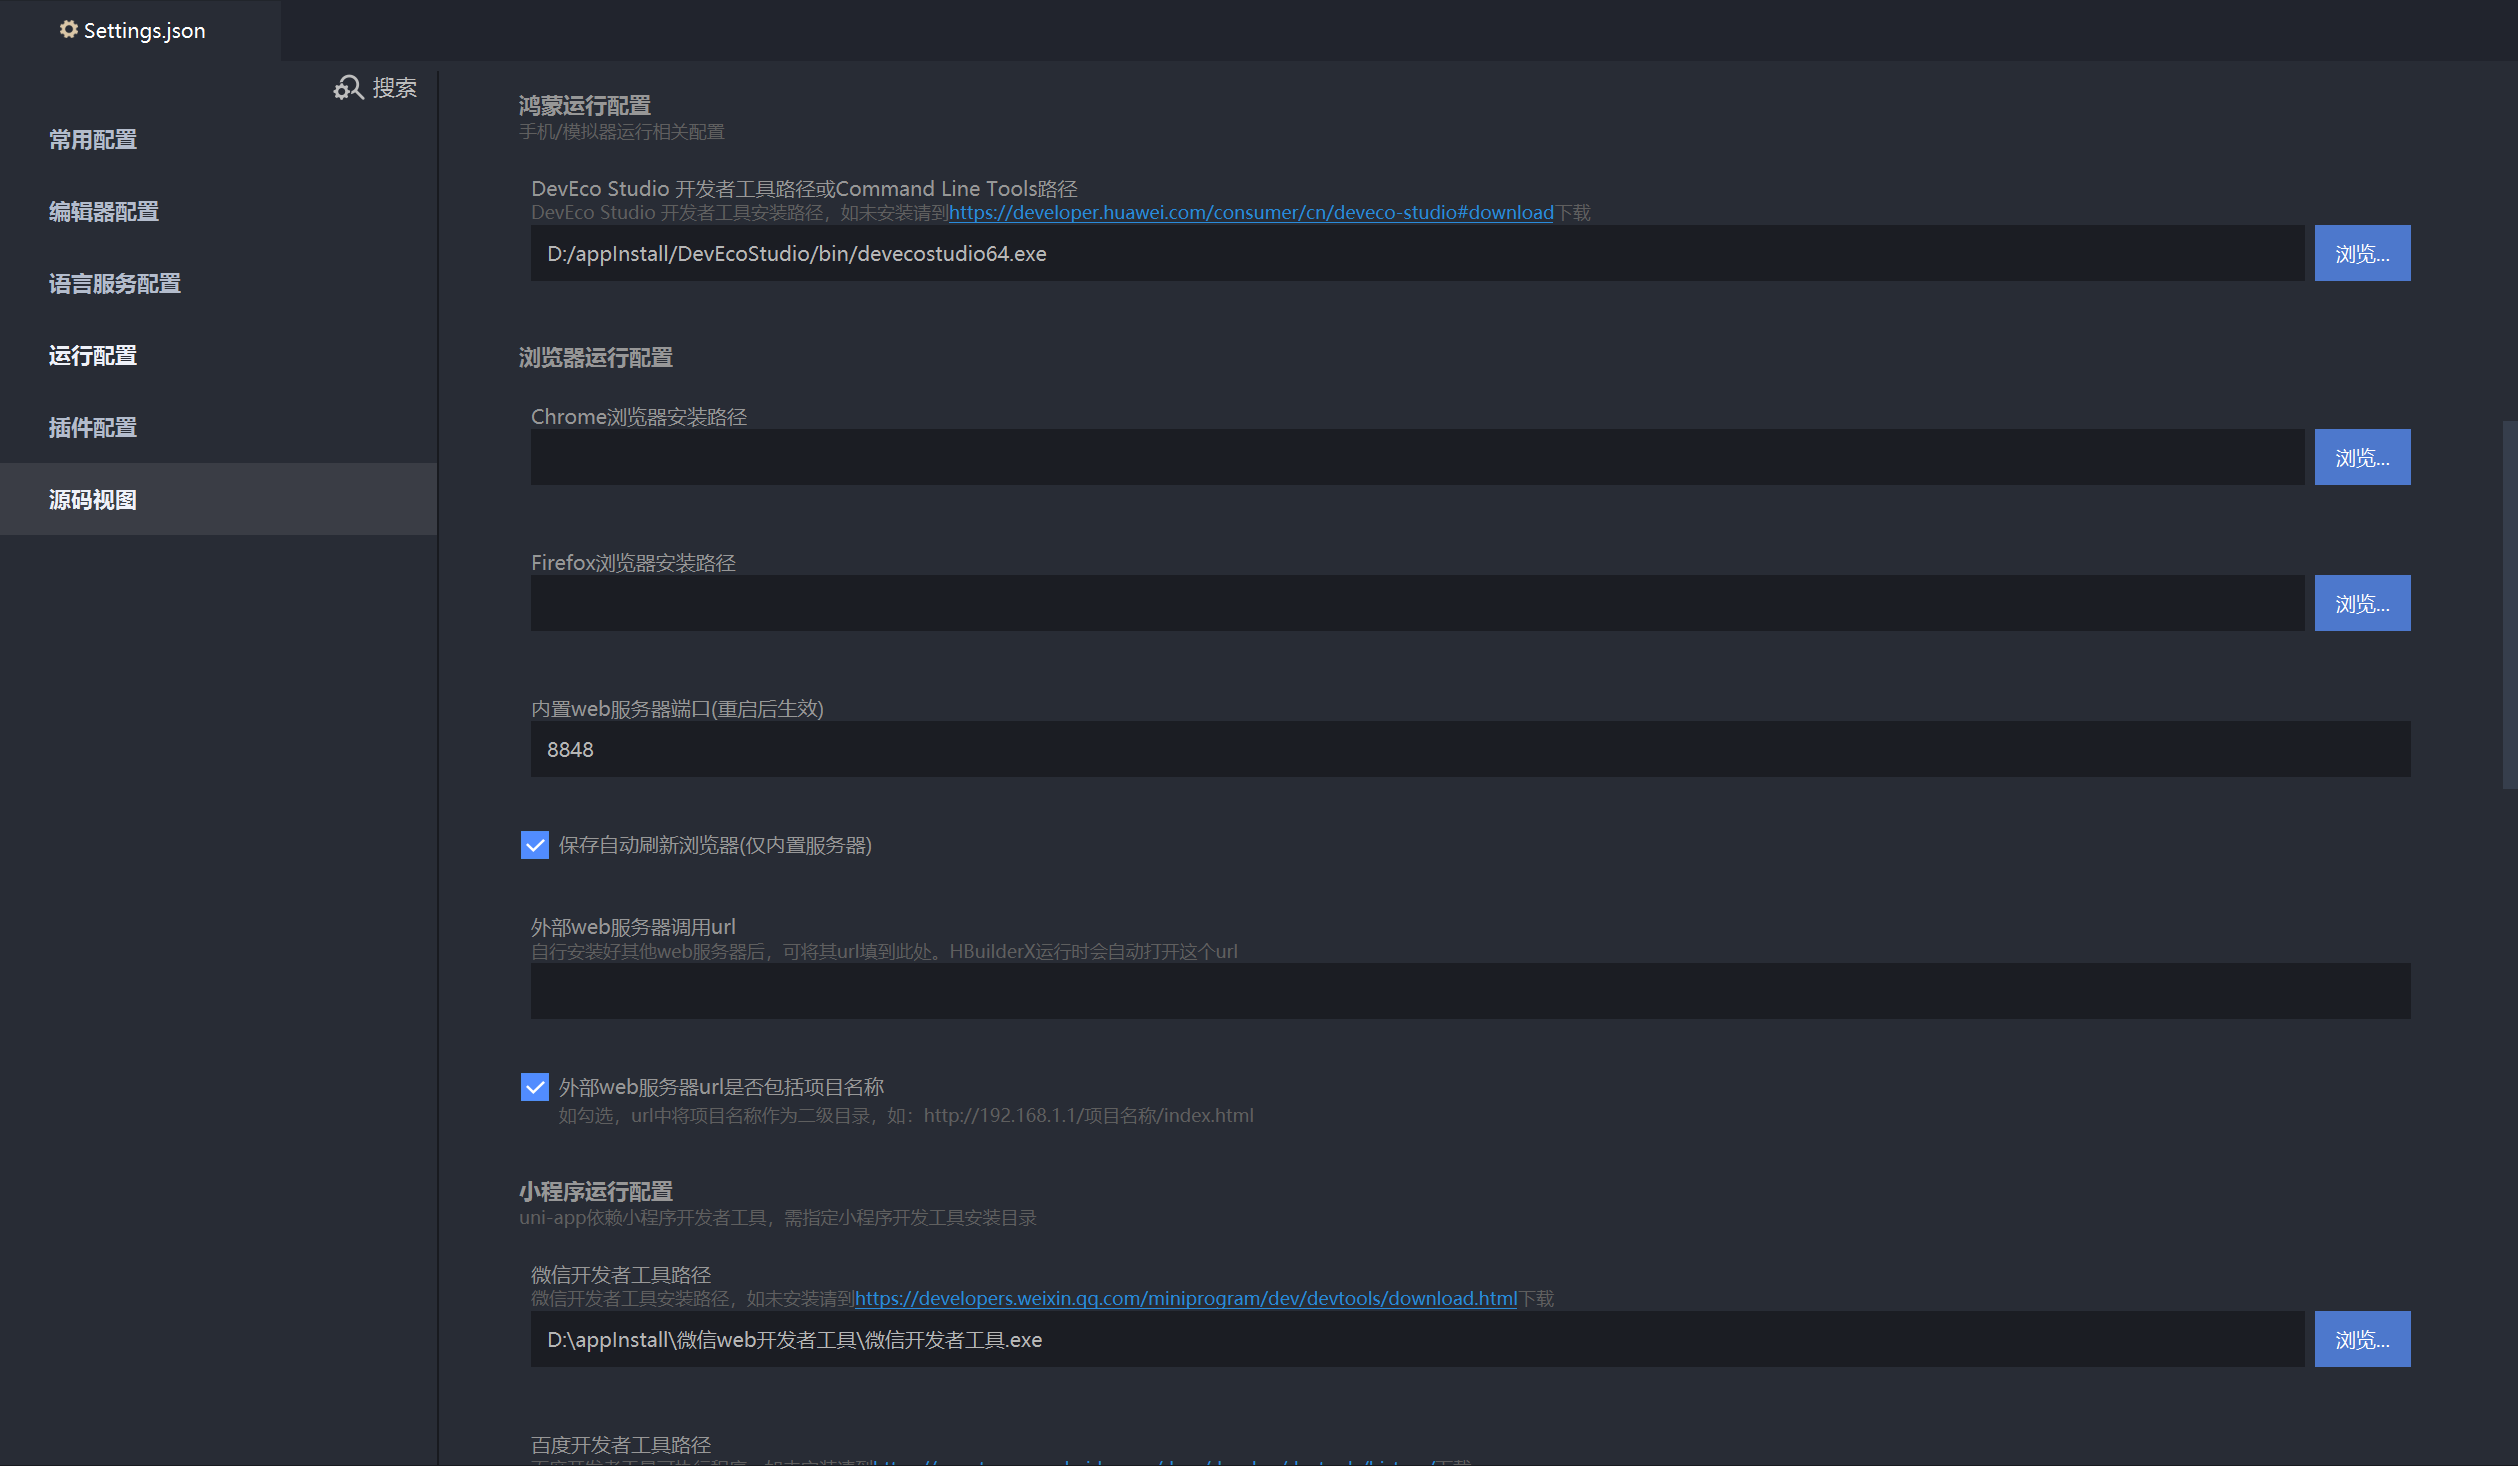 Settings.json
搜索
常用配置
编辑器配置
语言服务配置
运行配置
插件配置
源码视图
鸿蒙运行配置
手机/模拟器运行相关配置
DevEco Studio 开发者工具路径或Command Line Tools路径
DevEco Studio 开发者工具安装路径，如未安装请到https://developer.huawei.com/consumer/cn/deveco-studio#download下载
D:/appInstall/DevEcoStudio/bin/devecostudio64.exe
浏览...
浏览器运行配置
Chrome浏览器安装路径
浏览...
Firefox浏览器安装路径
浏览...
内置web服务器端口(重启后生效)
8848
保存自动刷新浏览器(仅内置服务器)
外部web服务器调用url
自行安装好其他web服务器后，可将其url填到此处。HBuilderX运行时会自动打开这个url
外部web服务器url是否包括项目名称
如勾选，url中将项目名称作为二级目录，如：http://192.168.1.1/项目名称/index.html
小程序运行配置
uni-app依赖小程序开发者工具，需指定小程序开发工具安装目录
微信开发者工具路径
微信开发者工具安装路径，如未安装请到https://developers.weixin.qq.com/miniprogram/dev/devtools/download.html下载
D:\appInstall\微信web开发者工具\微信开发者工具.exe
浏览...
百度开发者工具路径